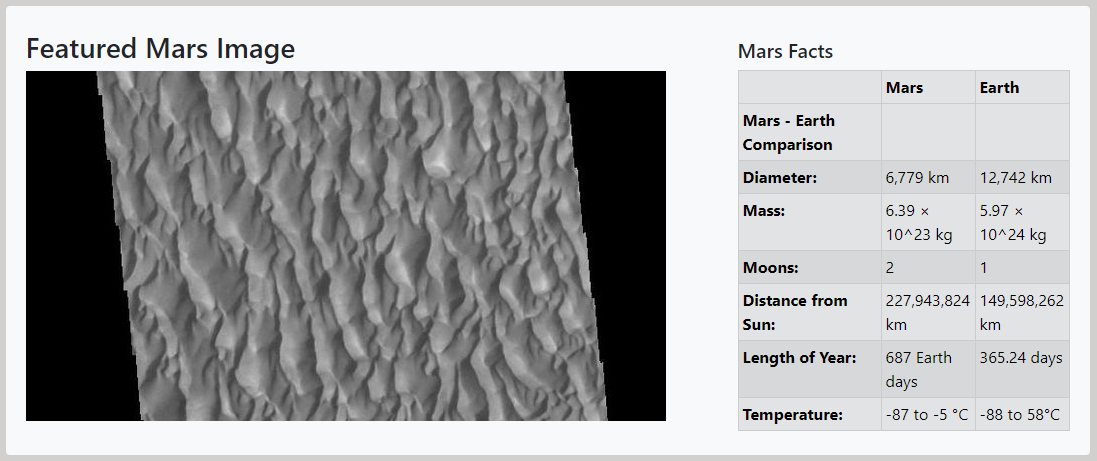 Featured Mars Image
Mars Facts
Mars Earth
Mars - Earth
Comparison
Diameter: 6,779 km 12,742 km
Mass: 6.39 × 5.97 ×
10^23 kg 10^24 kg
Moons: 2 1
Distance from 227,943,824 149,598,262
Sun: km km
Length of Year: 687 Earth 365.24 days
days
Temperature: -87 to -5 °C -88 to 58°C